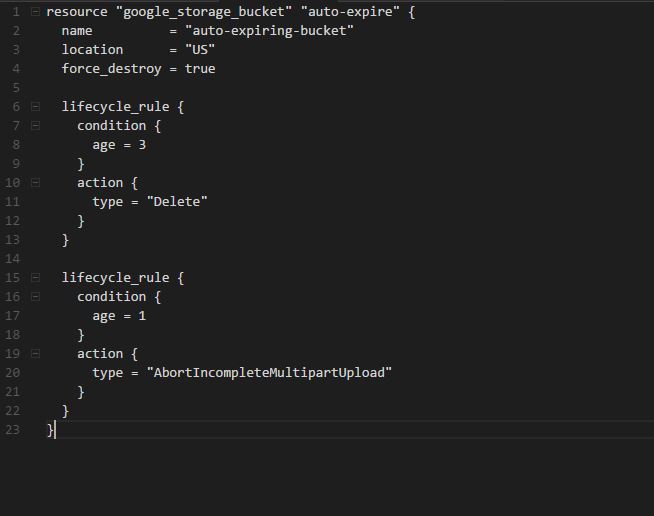 1 resource "google_storage_bucket" "auto-expire" {
2   name          = "auto-expiring-bucket"
3   location      = "US"
4   force_destroy = true
5
6   lifecycle_rule {
7     condition {
8       age = 3
9     }
10     action {
11       type = "Delete"
12     }
13   }
14
15   lifecycle_rule {
16     condition {
17       age = 1
18     }
19     action {
20       type = "AbortIncompleteMultipartUpload"
21     }
22   }
23 }